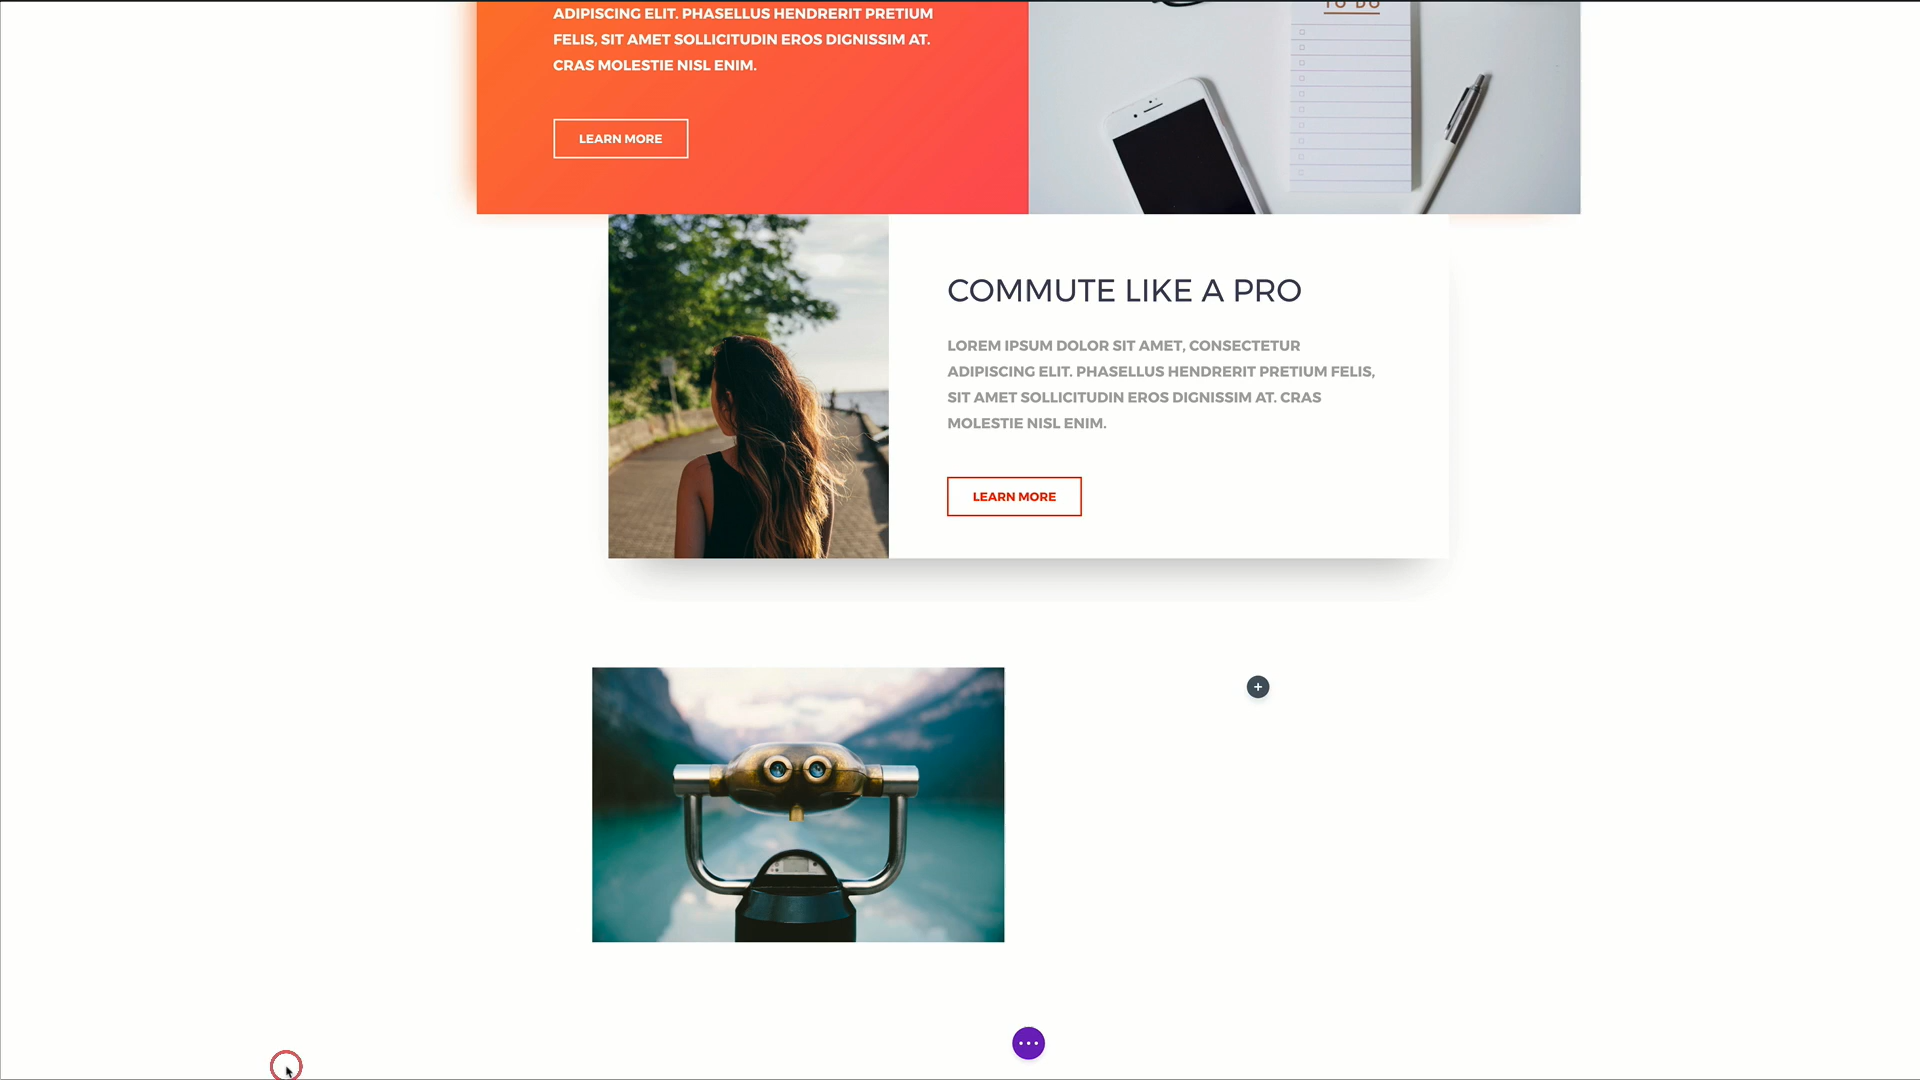 ADIPISCING ELIT. PHASELLUS HENDRERIT PRETIUM
FELIS, SIT AMET SOLLICITUDIN EROS DIGNISSIM AT.
CRAS MOLESTIE NISL ENIM.
LEARN MORE
TO DO
COMMUTE LIKE A PRO
LOREM IPSUM DOLOR SIT AMET, CONSECTETUR
ADIPISCING ELIT. PHASELLUS HENDRERIT PRETIUM FELIS,
SIT AMET SOLLICITUDIN EROS DIGNISSIM AT. CRAS
MOLESTIE NISL ENIM.
LEARN MORE